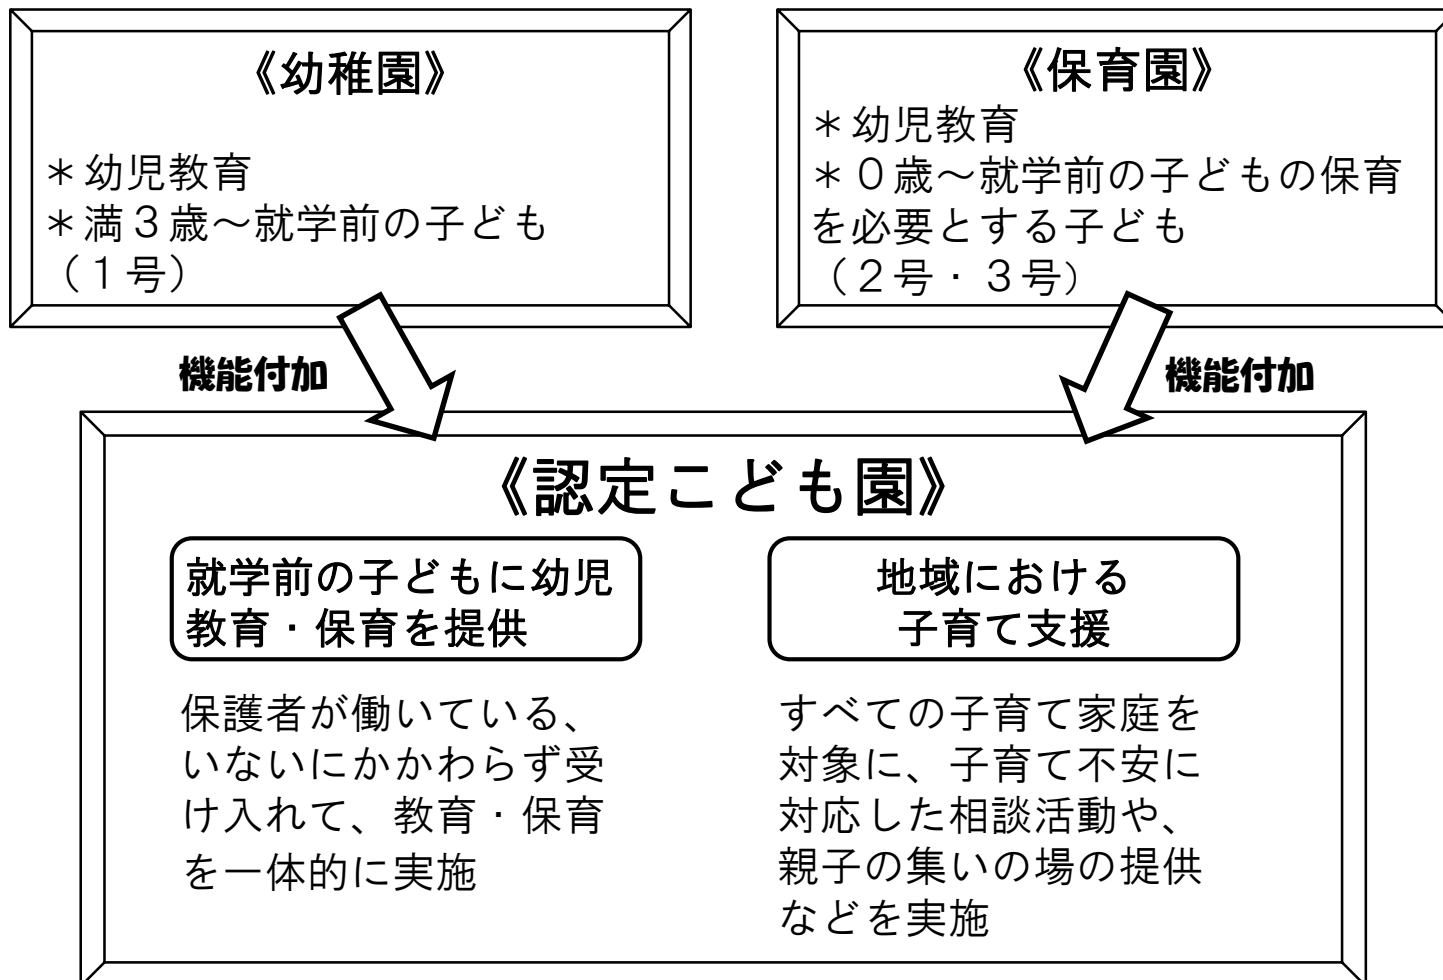 《幼稚園》
＊幼児教育
＊満３歳～就学前の子ども
（１号）
《保育園》
＊幼児教育
＊０歳～就学前の子どもの保育
を必要とする子ども
（２号・３号）
機能付加
機能付加
《認定こども園》
就学前の子どもに幼児
教育・保育を提供
保護者が働いている、
いないにかかわらず受
け入れて、教育・保育
を一体的に実施
地域における
子育て支援
すべての子育て家庭を
対象に、子育て不安に
対応した相談活動や、
親子の集いの場の提供
などを実施